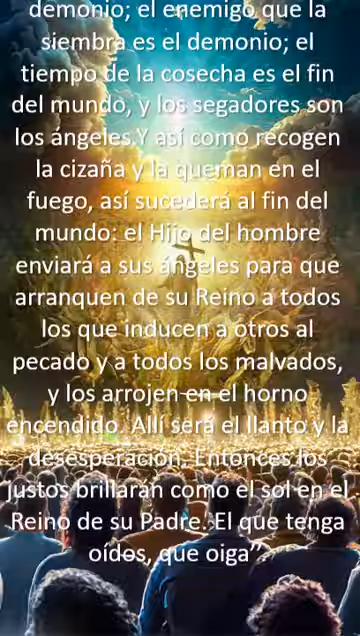 demonio; el enemigo que la
siembra es el demonio; el
tiempo de la cosecha es el fin
del mundo, y los segadores son
los ángeles.Y así como recogen
la cizaña y la queman en el
fuego, así sucederá al fin del
mundo: el Hijo del hombre
enviará a sus ángeles para que
arranquen de su Reino a todos
los que inducen a otros al
pecado y a todos los malvados,
y los arrojen en el horno
encendido. Allí será el llanto y la
desesperación. Entonces los
justos brillarán como el sol en el
Reino de su Padre. El que tenga
oídos, que oiga”.